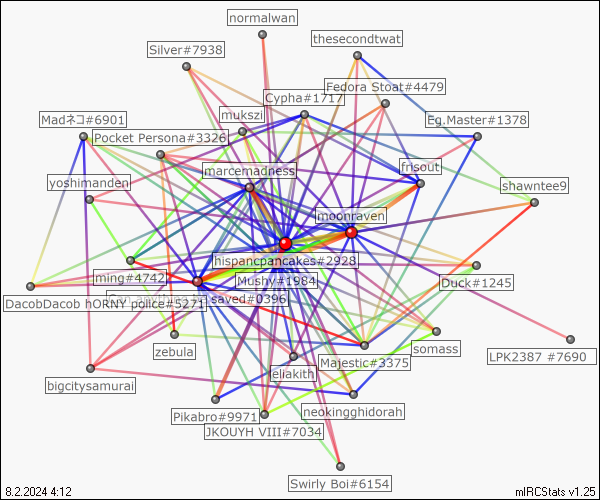 normalwan
thesecondtwat
Silver#7938
Fedora Stoat#4479
Cypha#1717
mukszi
Madネコ#6901
Eg.Master#1378
Pocket Persona#3326
frisout
marcemadness
yoshimanden
shawntee9
moonraven
hispancpancakes#2928
ming#4742
Mushy#1984
Duck#1245
saved#0396
DacobDacob hORNY police#5271
zebula
somass
LPK2387 #7690
Majestic#3375
eliakith
bigcitysamurai
neokingghidorah
Pikabro#9971
JKOUYH VIII#7034
Swirly Boi#6154
8.2.2024 4:12
mIRCStats v1.25